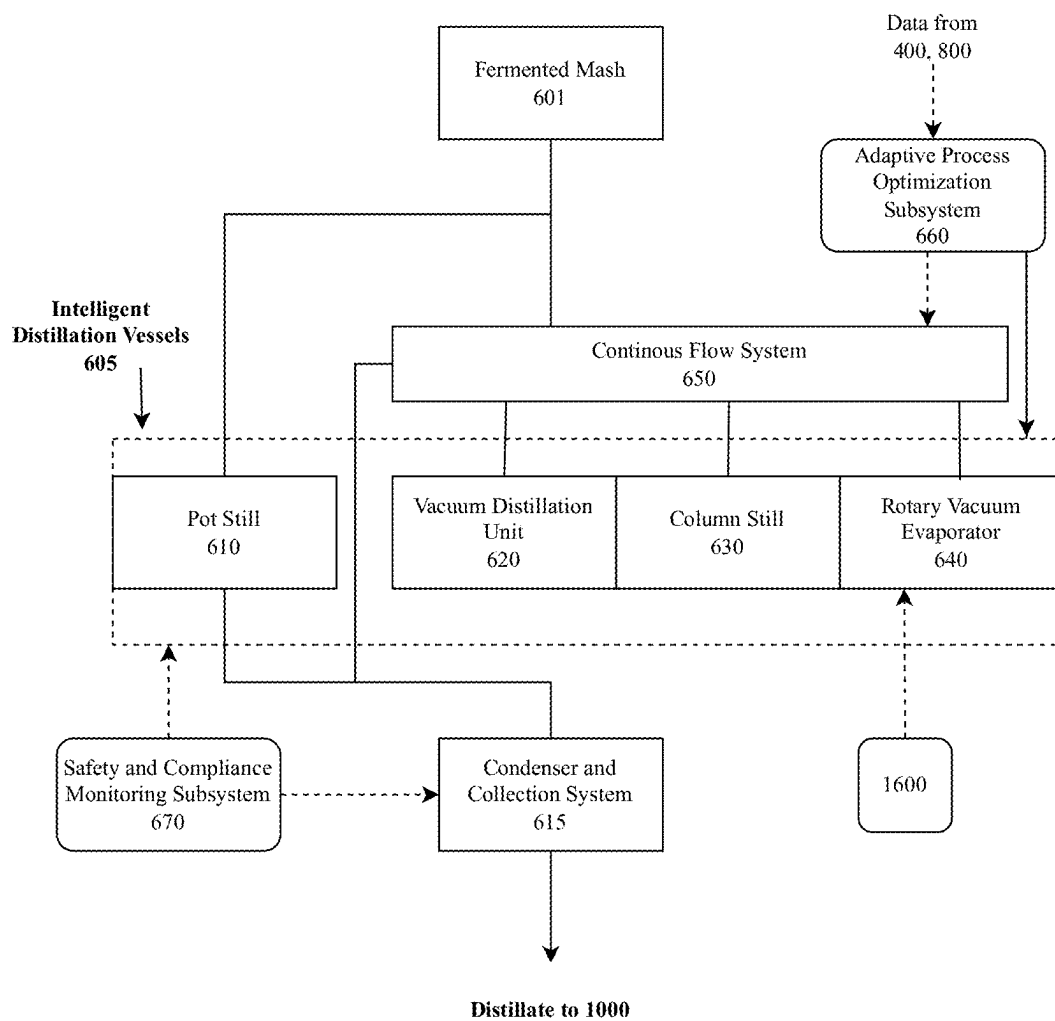 Data from
400, 800
Fermented Mash
601
Adaptive Process
Optimization
Subsystem
660
Intelligent
Distillation Vessels
605
Continous Flow System
650
Pot Still
610
Vacuum Distillation
Unit
620
Column Still
630
Rotary Vacuum
Evaporator
640
Safety and Compliance
Monitoring Subsystem
670
Condenser and
Collection System
615
1600
Distillate to 1000